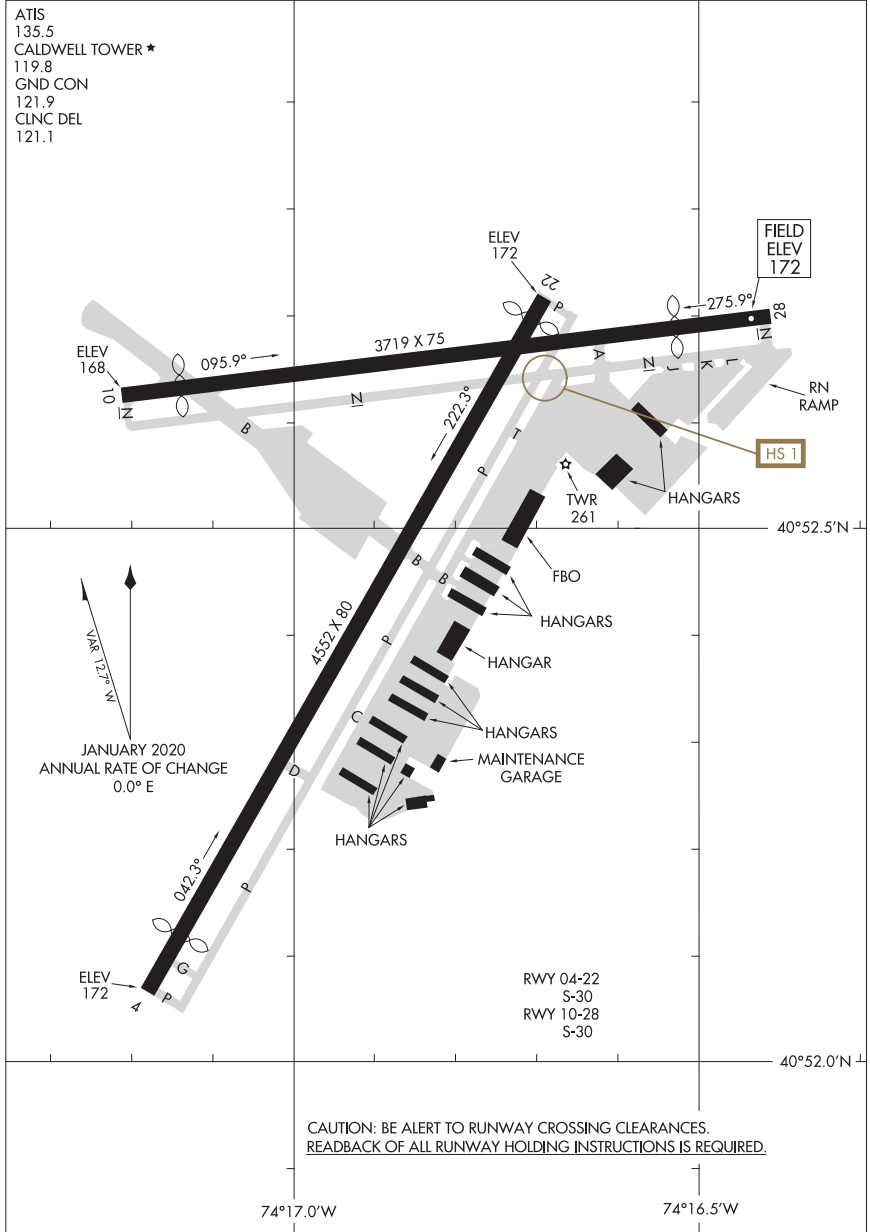 ATIS
135.5
CALDWELL TOWER ★
119.8
GND CON
121.9
CLNC DEL
121.1
FIELD
ELEV
172
ELEV
172
22
P
275.9°
28
N
3719 X 75
095.9°
ELEV
168
10
N
A
N
J
K
L
RN
RAMP
N
B
222.3°
T
P
HS 1
TWR
261
HANGARS
40°52.5'N
FBO
B
B
HANGARS
VAR 12.7° W
4552 X 80
P
HANGAR
C
HANGARS
JANUARY 2020
ANNUAL RATE OF CHANGE
0.0° E
D
MAINTENANCE
GARAGE
HANGARS
042.3°
P
G
ELEV
172
4
P
RWY 04-22
S-30
RWY 10-28
S-30
40°52.0'N
CAUTION: BE ALERT TO RUNWAY CROSSING CLEARANCES.
READBACK OF ALL RUNWAY HOLDING INSTRUCTIONS IS REQUIRED.
74°17.0'W
74°16.5'W